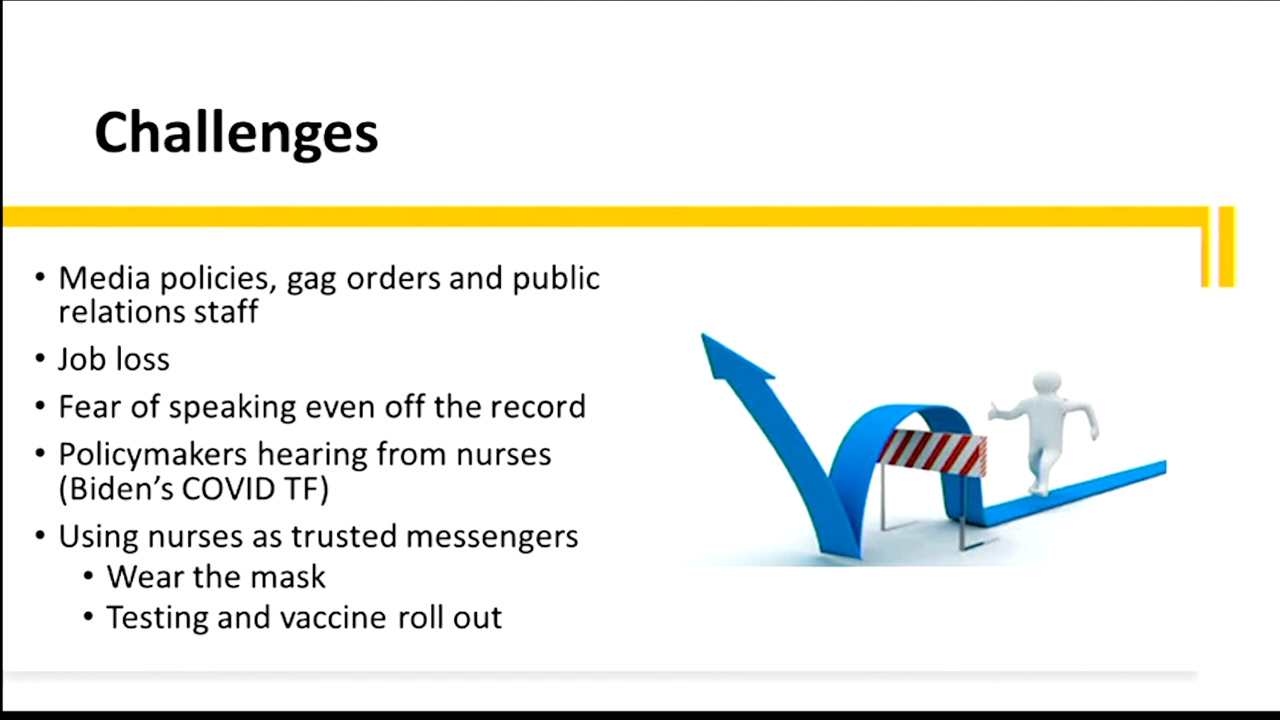 Challenges
• Media policies, gag orders and public
relations staff
• Job loss
• Fear of speaking even off the record
• Policymakers hearing from nurses
(Biden’s COVID TF)
• Using nurses as trusted messengers
• Wear the mask
• Testing and vaccine roll out